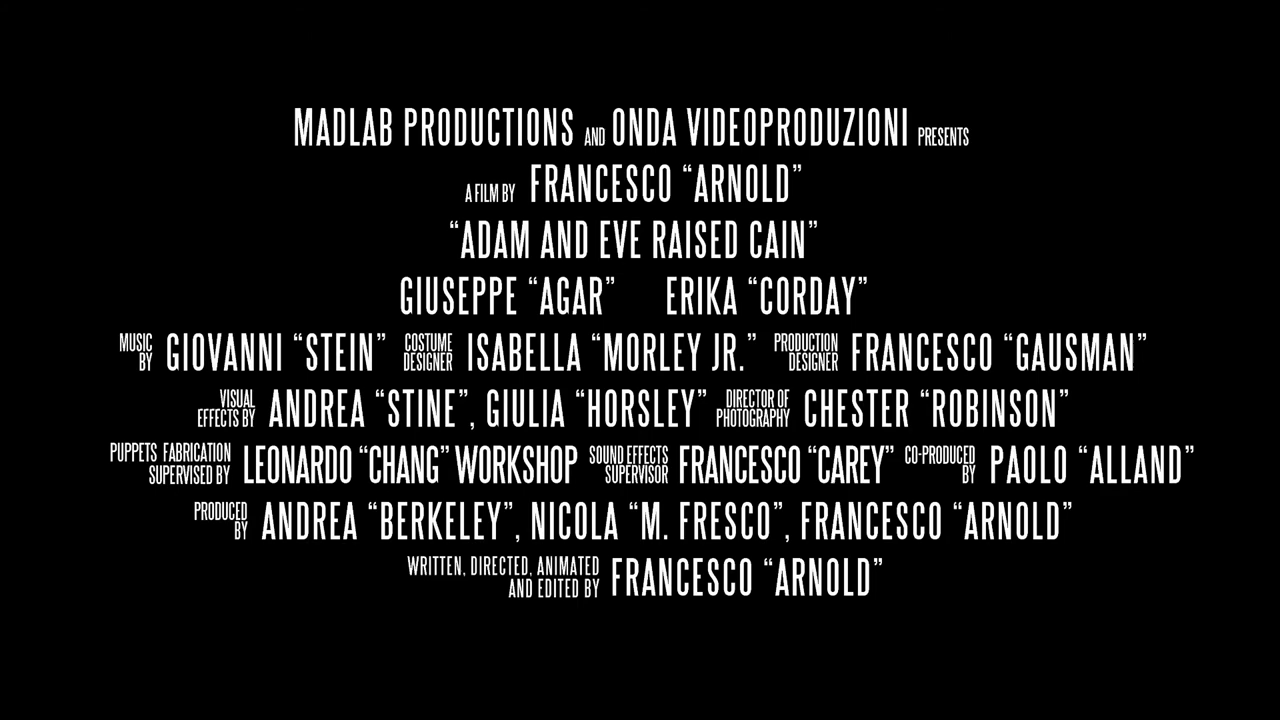 MADLAB PRODUCTIONS AND ONDA VIDEOPRODUZIONI PRESENTS
A FILM BY FRANCESCO “ARNOLD”
“ADAM AND EVE RAISED CAIN”
GIUSEPPE “AGAR” ERIKA “CORDAY”
MUSIC BY GIOVANNI “STEIN” COSTUME DESIGNER ISABELLA “MORLEY JR.” PRODUCTION DESIGNER FRANCESCO “GAUSMAN”
VISUAL EFFECTS BY ANDREA “STINE”, GIULIA “HORSLEY” DIRECTOR OF PHOTOGRAPHY CHESTER “ROBINSON”
PUPPETS FABRICATION SUPERVISED BY LEONARDO “CHANG” WORKSHOP SOUND EFFECTS SUPERVISOR FRANCESCO “CAREY” CO-PRODUCED BY PAOLO “ALLAND”
PRODUCED BY ANDREA “BERKELEY”, NICOLA “M. FRESCO”, FRANCESCO “ARNOLD”
WRITTEN, DIRECTED, ANIMATED AND EDITED BY FRANCESCO “ARNOLD”